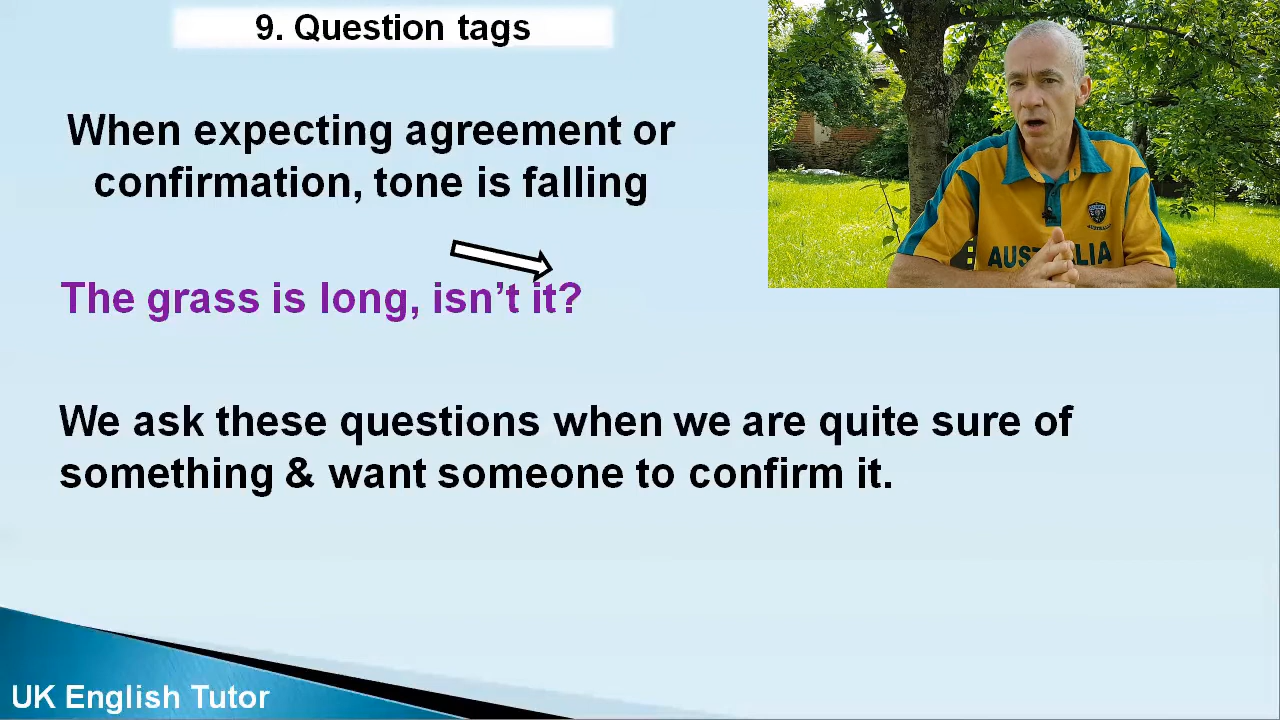 9. Question tags
When expecting agreement or
confirmation, tone is falling
The grass is long, isn't it?
We ask these questions when we are quite sure of
something & want someone to confirm it.
AUSTRALIA
AUSTRALIA
UK English Tutor